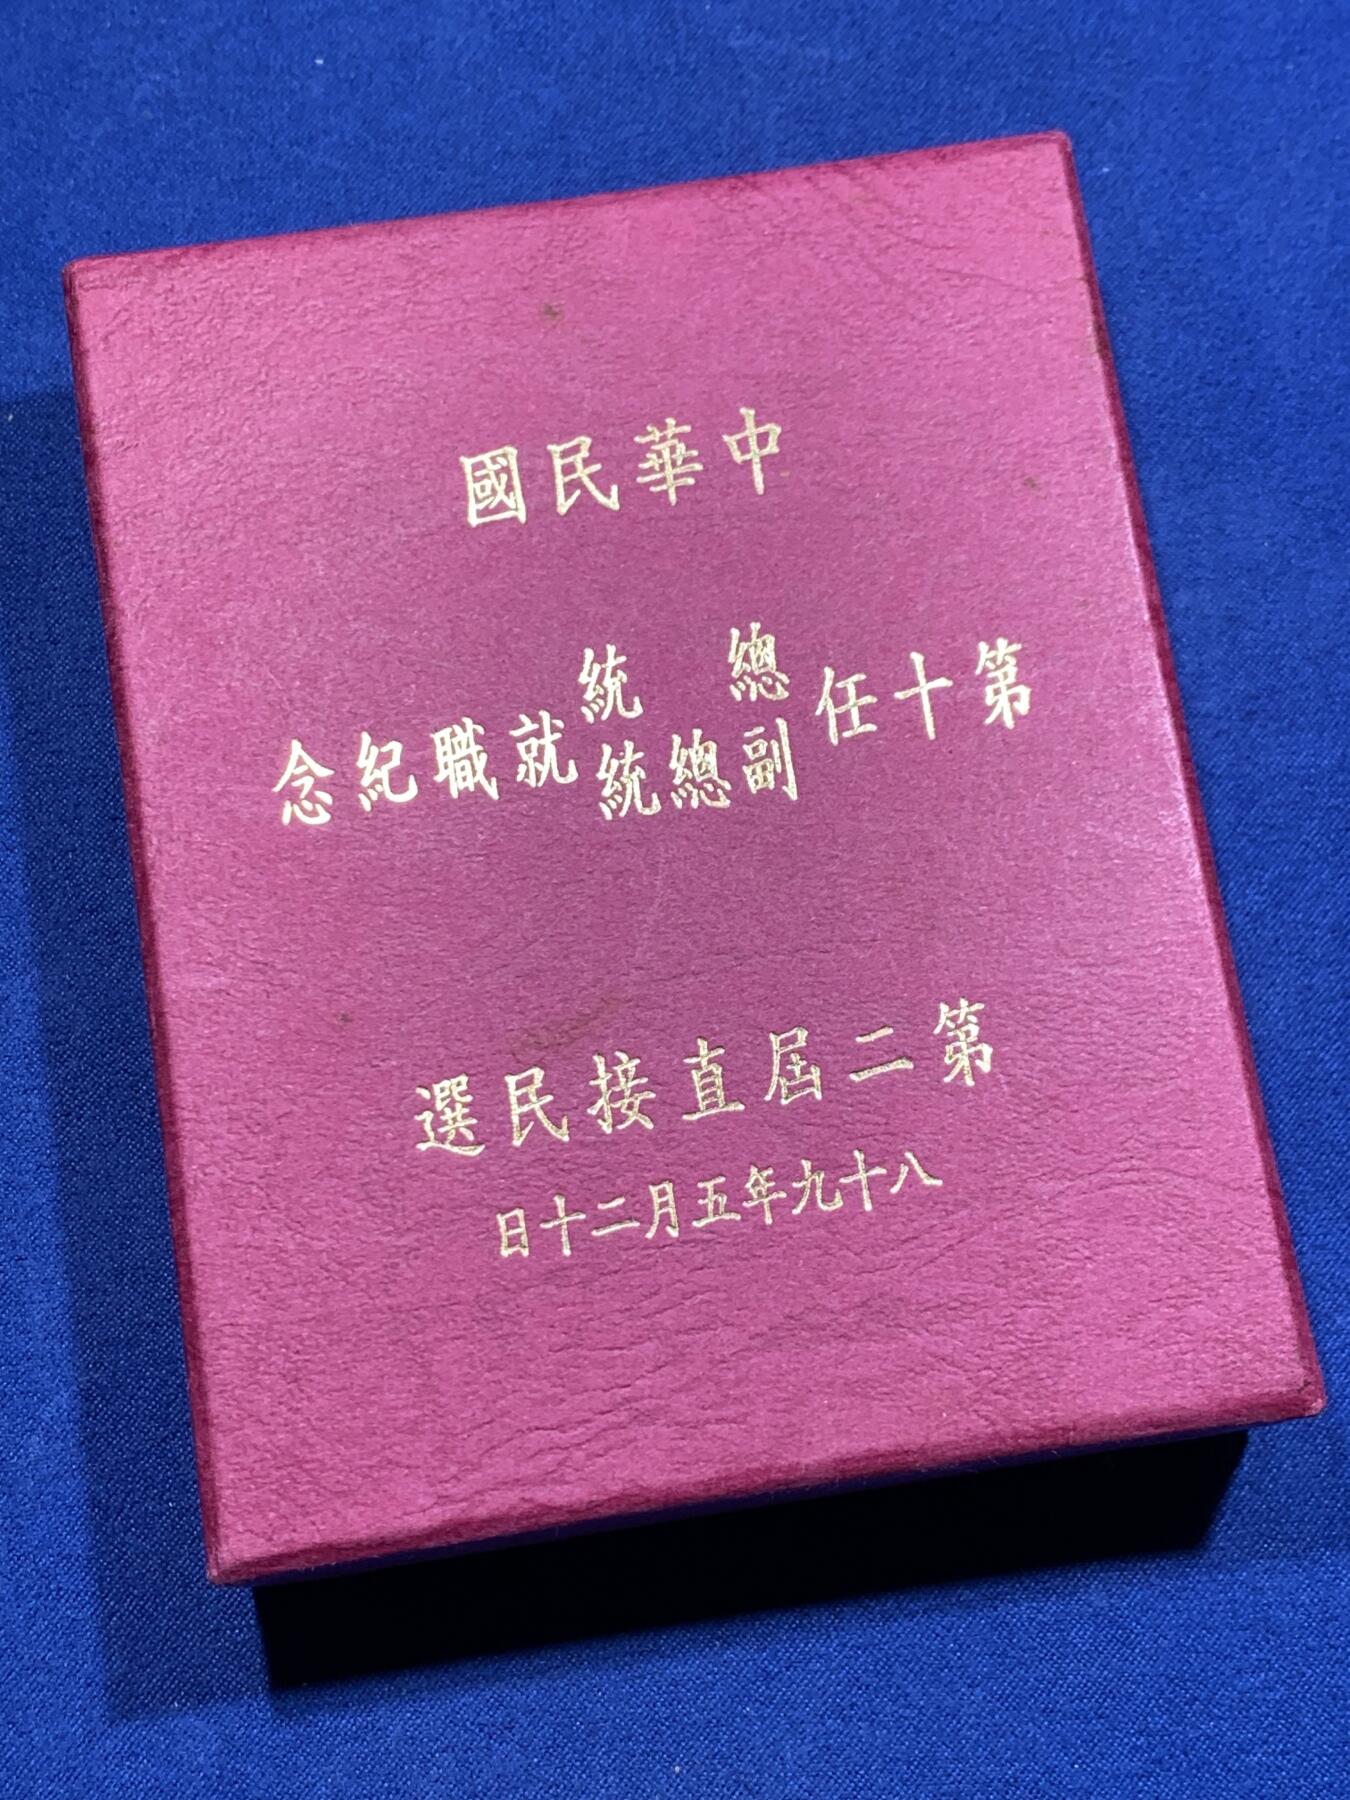 中華民國
第十任總統副總統就職紀念
第二屆直接民選
八十九年五月二十日